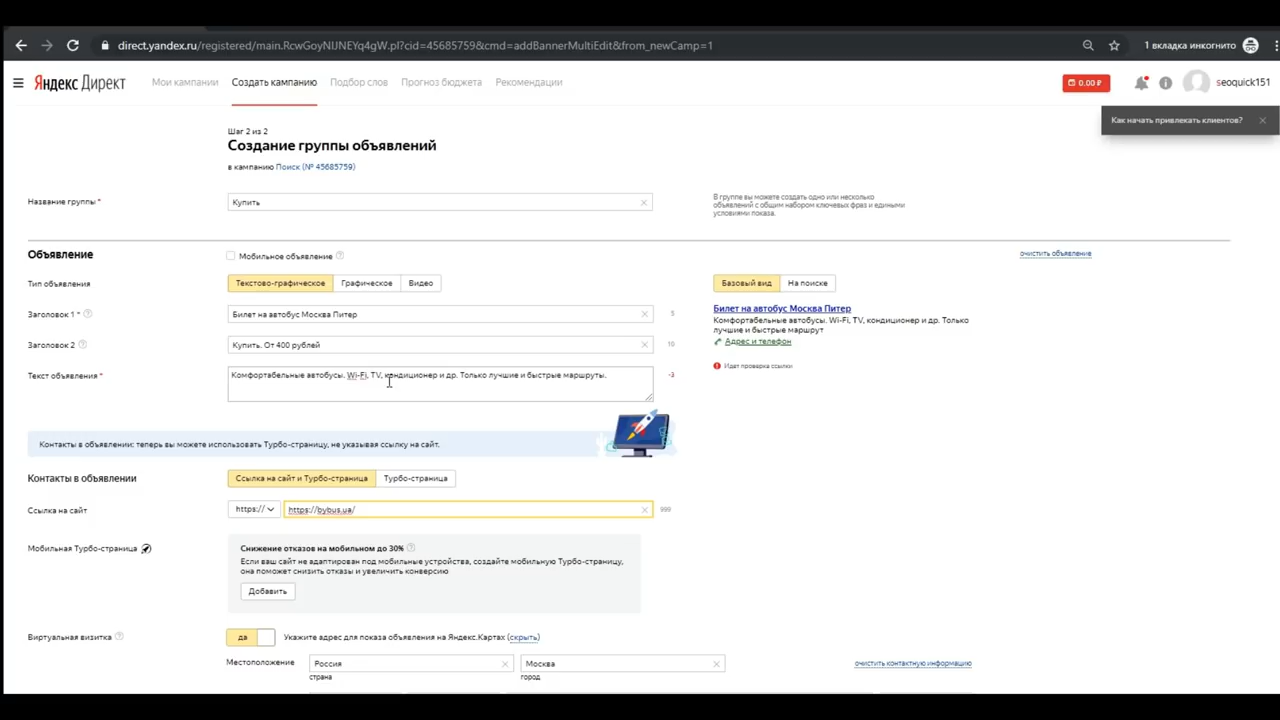 direct.yandex.ru/registered/main.RcwGoyNlJNEYq4gW.pl?cid=45685759&cmd=addBannerMultiEdit&from_newCamp=1
1 вкладка инкогнито
Яндекс Директ
Мои кампании
Создать кампанию
Подбор слов
Прогноз бюджета
Рекомендации
0.00 ₽
seoquick151
Как начать привлекать клиентов?
Шаг 2 из 2
Создание группы объявлений
в кампанию Поиск (№ 45685759)
Название группы *
Купить
В группе вы можете создать одно или несколько
объявлений с общим набором ключевых фраз и едиными
условиями показа.
Объявление
Мобильное объявление
очистить объявление
Тип объявления
Текстово-графическое
Графическое
Видео
Базовый вид
На поиске
Заголовок 1 *
Билет на автобус Москва Питер
3
Билет на автобус Москва Питер
Комфортабельные автобусы. Wi-Fi, TV, кондиционер и др. Только
лучшие и быстрые маршрут
Адрес и телефон
Заголовок 2
Купить. От 400 рублей
10
Идет проверка ссылки
Текст объявления *
Комфортабельные автобусы. Wi-Fi, TV, кондиционер и др. Только лучшие и быстрые маршруты.
-3
Контакты в объявлении: теперь вы можете использовать Турбо-страницу, не указывая ссылку на сайт.
Контакты в объявлении
Ссылка на сайт и Турбо-страница
Турбо-страница
Ссылка на сайт
https://
https://bybus.ua/
999
Мобильная Турбо-страница
Снижение отказов на мобильном до 30%
Если ваш сайт не адаптирован под мобильные устройства, создайте мобильную Турбо-страницу,
она поможет снизить отказы и увеличить конверсию
Добавить
Виртуальная визитка
да
Укажите адрес для показа объявления на Яндекс.Картах (скрыть)
Местоположение
Россия
Москва
очистить контактную информацию
страна
город